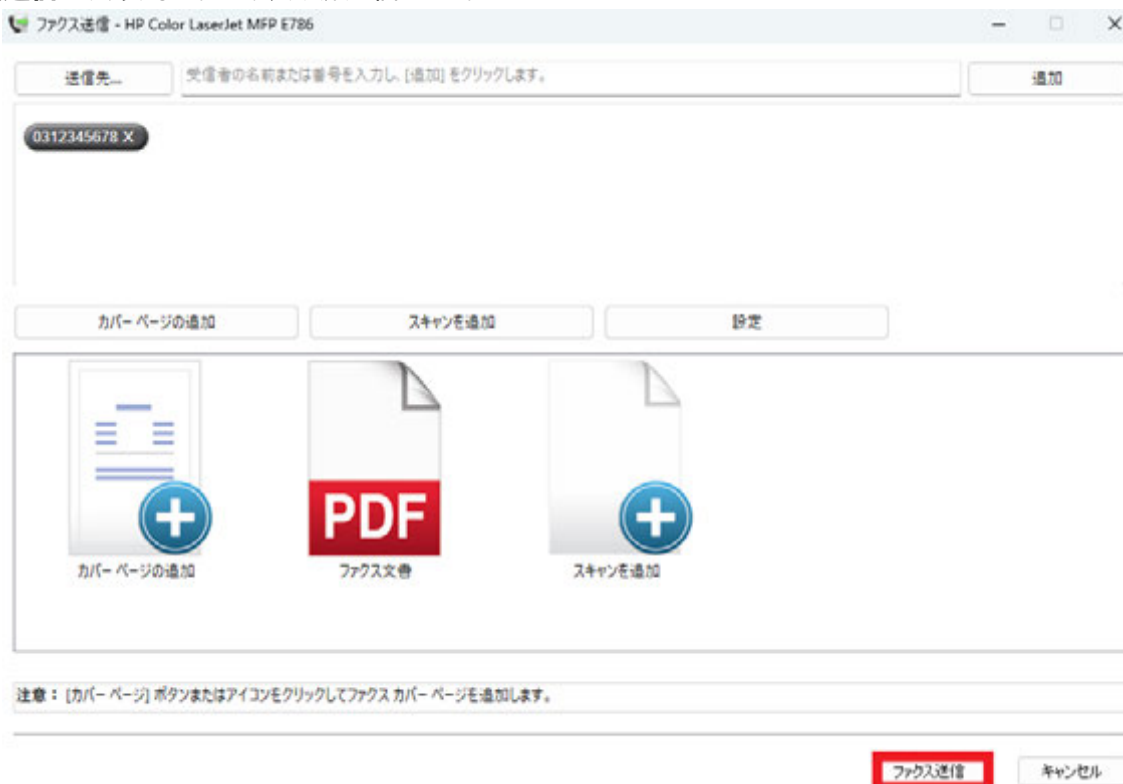 ファクス送信 - HP Color LaserJet MFP E786
送信先...
受信者の名前または番号を入力し、[追加] をクリックします。
追加
0312345678 X
カバー ページの追加
スキャンを追加
設定
PDF
カバー ページの追加
ファクス文書
スキャンを追加
注意： [カバー ページ] ボタンまたはアイコンをクリックしてファクス カバー ページを追加します。
ファクス送信
キャンセル